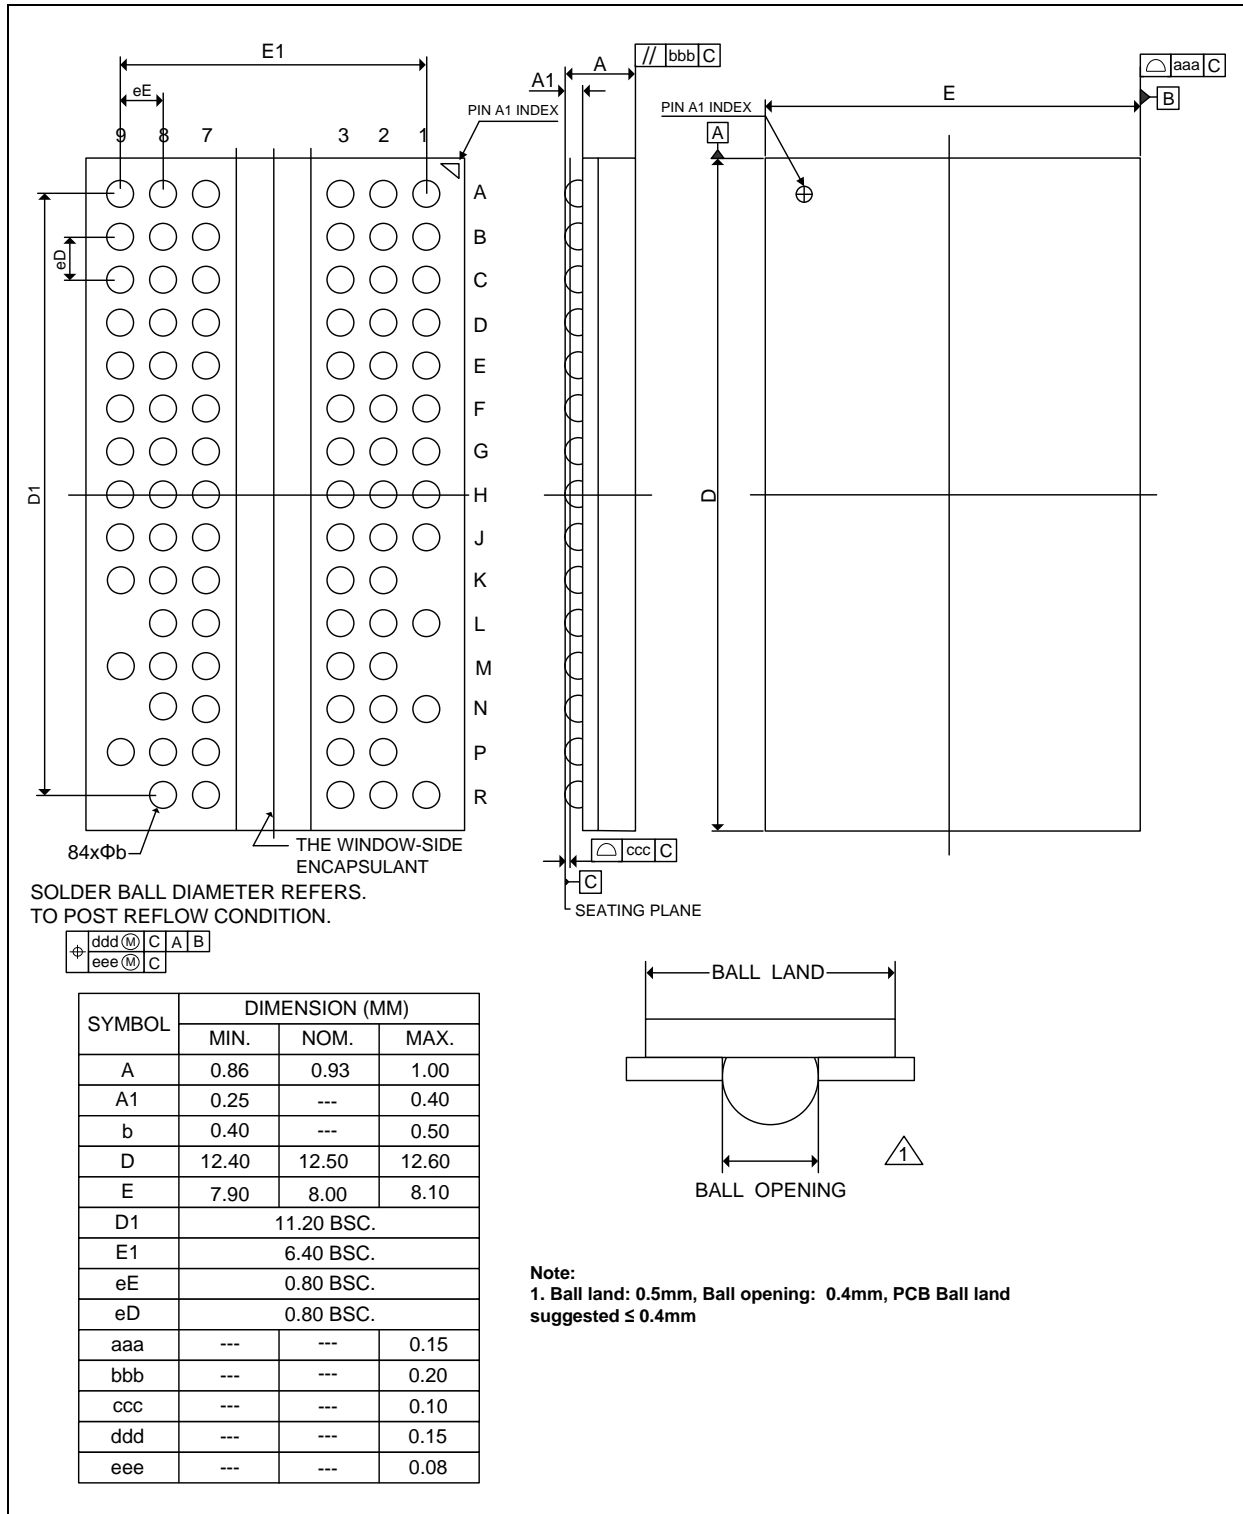 E1
eE
9 8 7 3 2 1
PIN A1 INDEX
A
B
C
D
E
F
G
H
J
K
L
M
N
P
R
eD
D1
84xΦb
THE WINDOW-SIDE
ENCAPSULANT
SOLDER BALL DIAMETER REFERS.
TO POST REFLOW CONDITION.
ddd Ⓜ C A B
eee Ⓜ C
A
A1
// bbb C
ccc C
C
SEATING PLANE
PIN A1 INDEX
A
E
aaa C
B
D
SYMBOL DIMENSION (MM)
MIN. NOM. MAX.
A 0.86 0.93 1.00
A1 0.25 --- 0.40
b 0.40 --- 0.50
D 12.40 12.50 12.60
E 7.90 8.00 8.10
D1 11.20 BSC.
E1 6.40 BSC.
eE 0.80 BSC.
eD 0.80 BSC.
aaa --- --- 0.15
bbb --- --- 0.20
ccc --- --- 0.10
ddd --- --- 0.15
eee --- --- 0.08
BALL LAND
1
BALL OPENING
Note:
1. Ball land: 0.5mm, Ball opening: 0.4mm, PCB Ball land
suggested ≤ 0.4mm